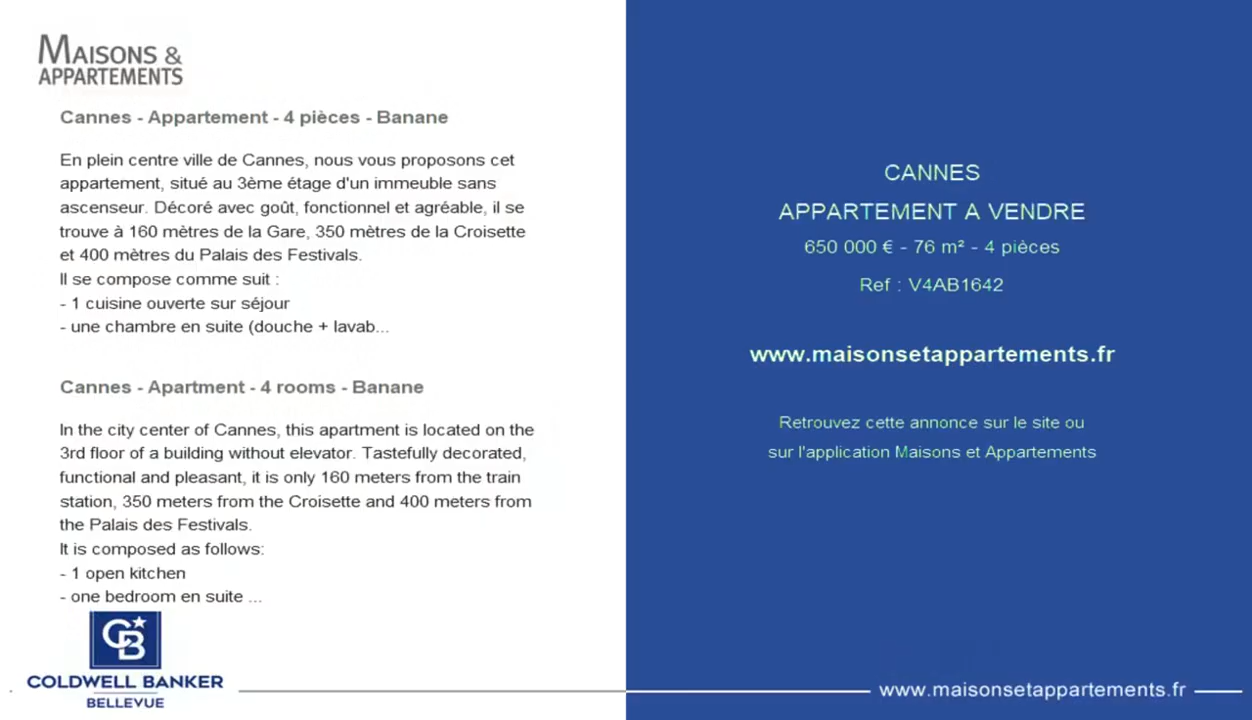 MAISONS &
APPARTEMENTS
Cannes - Appartement - 4 pièces - Banane
En plein centre ville de Cannes, nous vous proposons cet
appartement, situé au 3ème étage d'un immeuble sans
ascenseur. Décoré avec goût, fonctionnel et agréable, il se
trouve à 160 mètres de la Gare, 350 mètres de la Croisette
et 400 mètres du Palais des Festivals.
Il se compose comme suit :
- 1 cuisine ouverte sur séjour
- une chambre en suite (douche + lavab...
Cannes - Apartment - 4 rooms - Banane
In the city center of Cannes, this apartment is located on the
3rd floor of a building without elevator. Tastefully decorated,
functional and pleasant, it is only 160 meters from the train
station, 350 meters from the Croisette and 400 meters from
the Palais des Festivals.
It is composed as follows:
- 1 open kitchen
- one bedroom en suite ...
CB
COLDWELL BANKER
BELLEVUE
CANNES
APPARTEMENT A VENDRE
650 000 € - 76 m² - 4 pièces
Ref : V4AB1642
www.maisonsetappartements.fr
Retrouvez cette annonce sur le site ou
sur l'application Maisons et Appartements
www.maisonsetappartements.fr